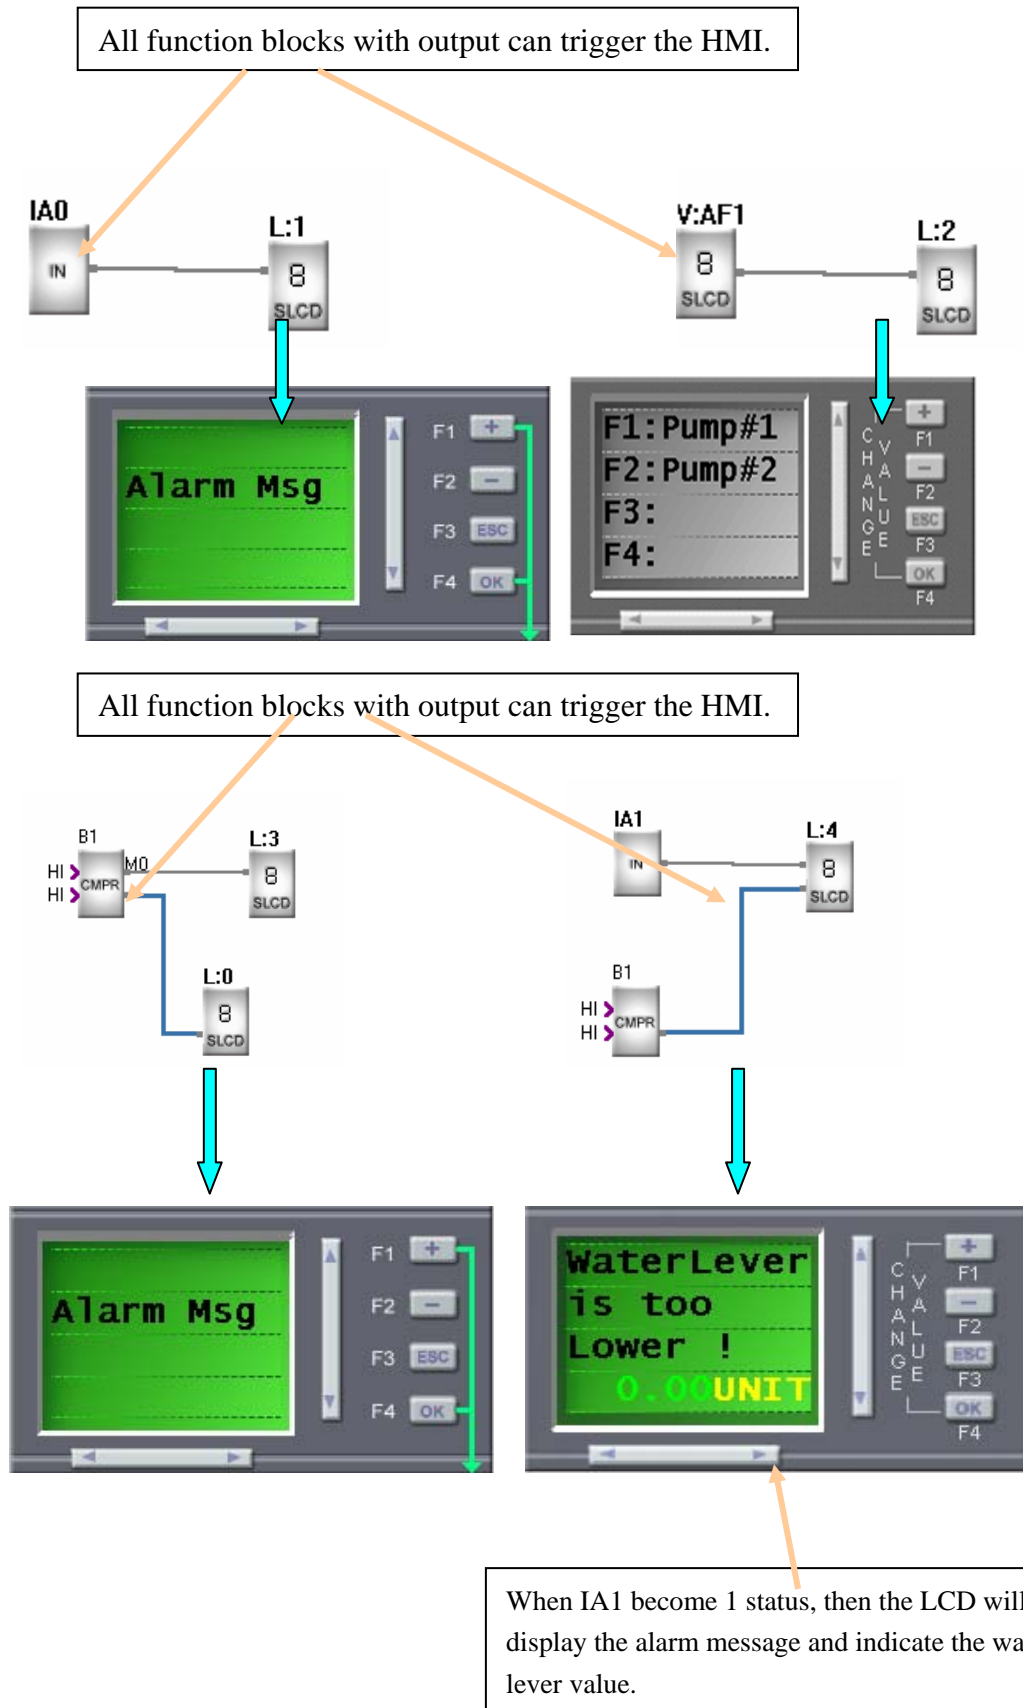 All function blocks with output can trigger the HMI.
IA0
IN
L:1
8
SLCD
V:AF1
8
SLCD
L:2
8
SLCD
Alarm Msg
F1 +
F2 −
F3 ESC
F4 OK
F1:Pump#1
F2:Pump#2
F3:
F4:
CHANGE
VALUE
+
F1
−
F2
ESC
F3
OK
F4
All function blocks with output can trigger the HMI.
B1
HI
HI
CMPR
M0
L:3
8
SLCD
L:0
8
SLCD
IA1
IN
L:4
8
SLCD
B1
HI
HI
CMPR
Alarm Msg
F1 +
F2 −
F3 ESC
F4 OK
WaterLever
is too
Lower !
0.00UNIT
CHANGE
VALUE
+
F1
−
F2
ESC
F3
OK
F4
When IA1 become 1 status, then the LCD will
display the alarm message and indicate the wa
lever value.